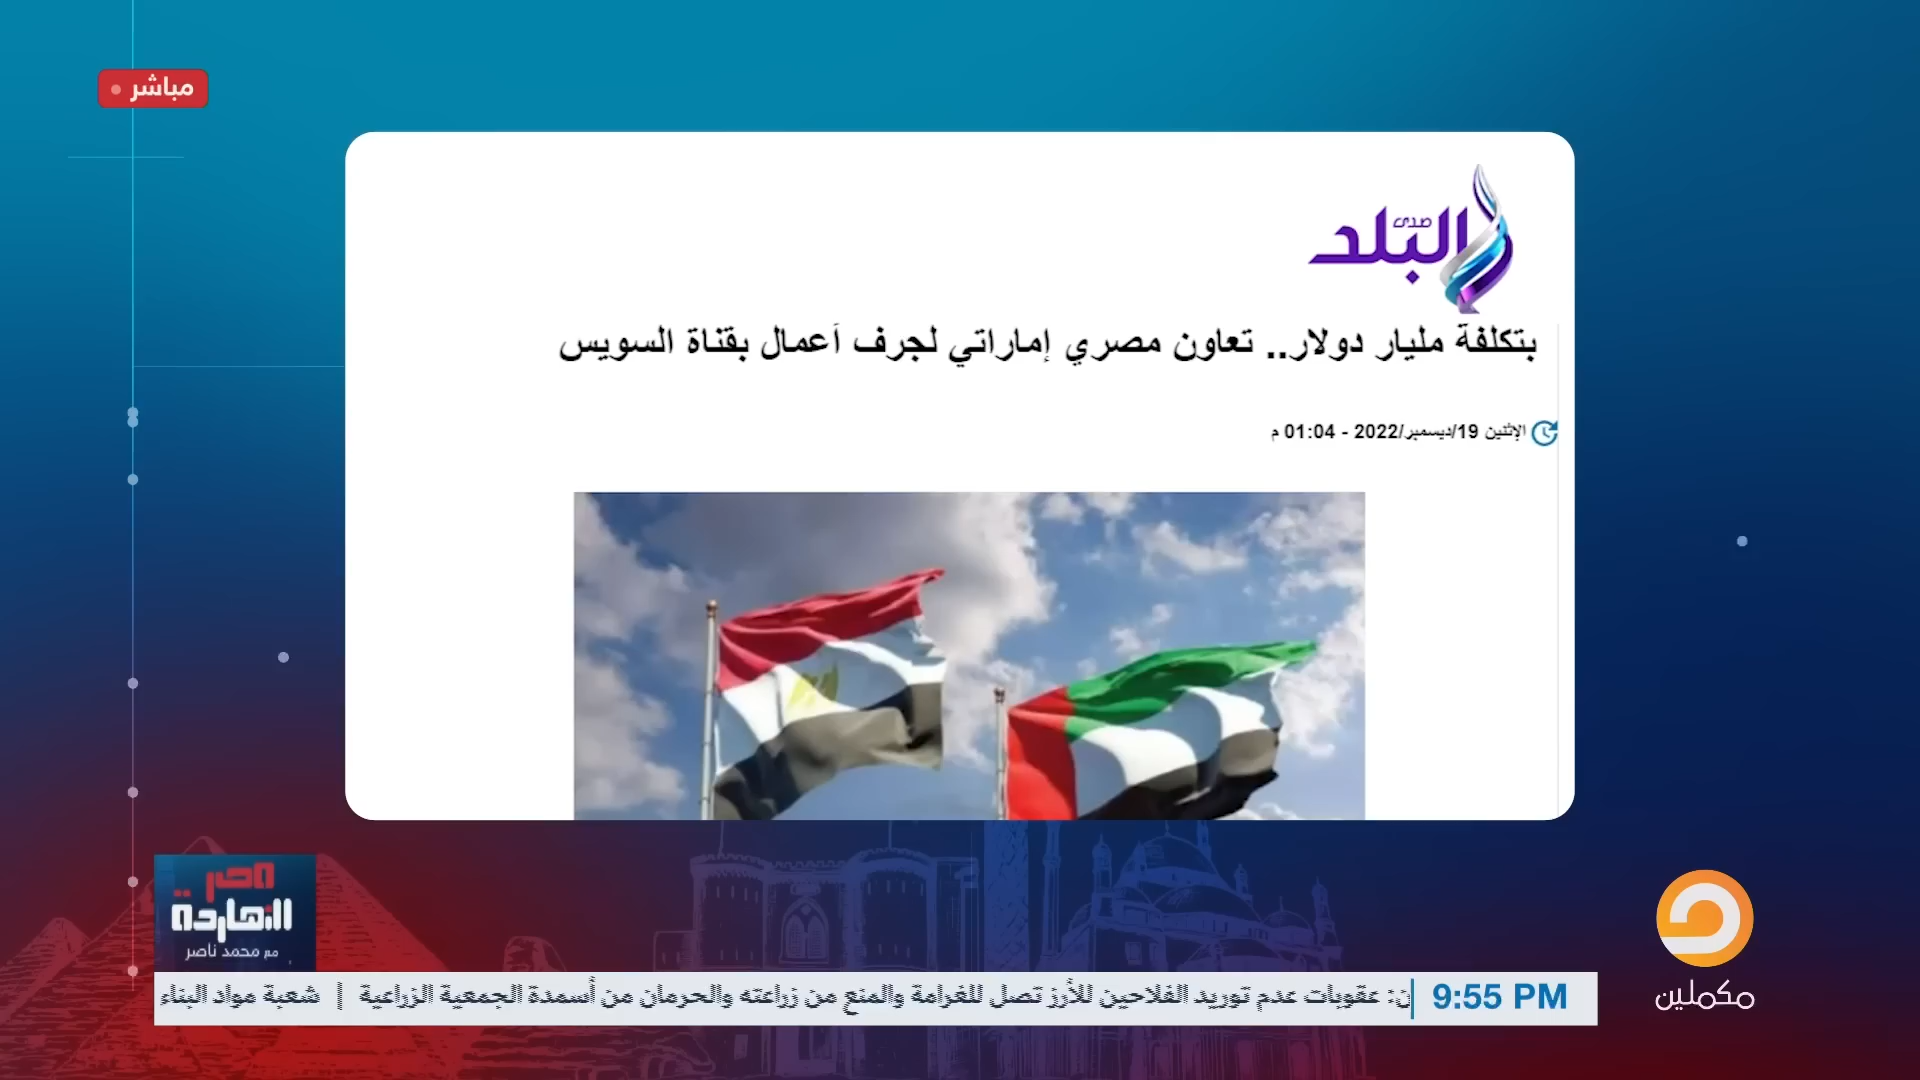 مباشر
صدى البلد
بتكلفة مليار دولار.. تعاون مصري إماراتي لجرف أعمال بقناة السويس
الإثنين 19/ديسمبر/2022 - 01:04 م
مصر
النهاردة
مع محمد ناصر
ن: عقوبات عدم توريد الفلاحين للأرز تصل للغرامة والمنع من زراعته والحرمان من أسمدة الجمعية الزراعية | شعبة مواد البناء
9:55 PM
مكملين